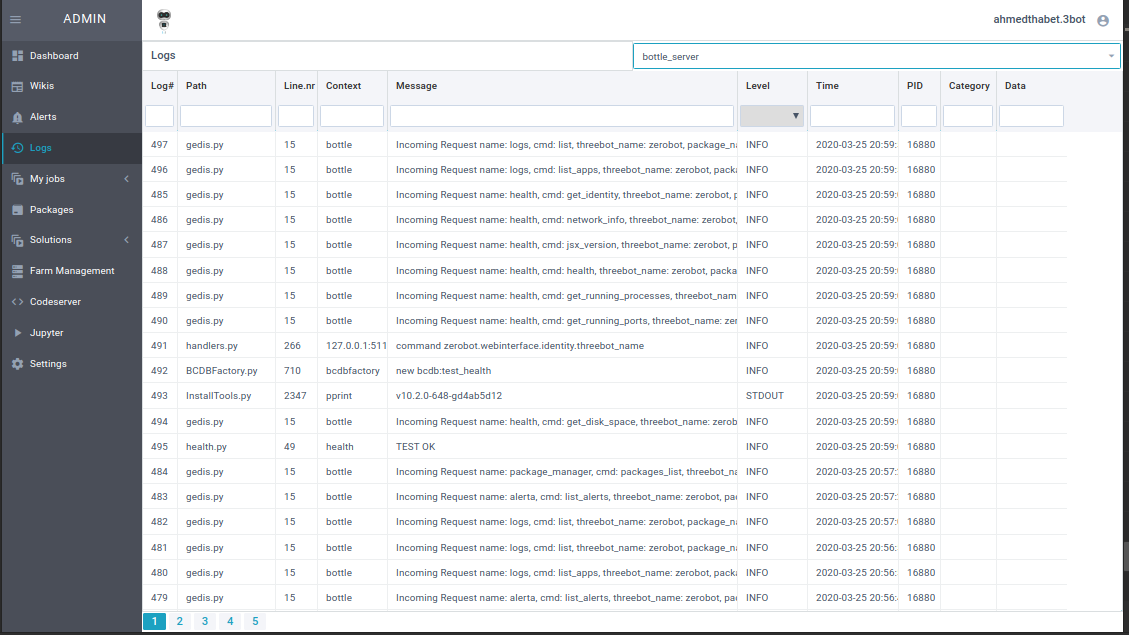 ADMIN
ahmedthabet.3bot
Dashboard
Wikis
Alerts
Logs
My jobs
Packages
Solutions
Farm Management
Codeserver
Jupyter
Settings
Logs bottle_server
Log# Path Line.nr Context Message Level Time PID Category Data
497 gedis.py 15 bottle Incoming Request name: logs, cmd: list, threebot_name: zerobot, package_n INFO 2020-03-25 20:59: 16880
496 gedis.py 15 bottle Incoming Request name: logs, cmd: list_apps, threebot_name: zerobot, packa INFO 2020-03-25 20:59: 16880
485 gedis.py 15 bottle Incoming Request name: health, cmd: get_identity, threebot_name: zerobot, p INFO 2020-03-25 20:59: 16880
486 gedis.py 15 bottle Incoming Request name: health, cmd: network_info, threebot_name: zerobot, INFO 2020-03-25 20:59: 16880
487 gedis.py 15 bottle Incoming Request name: health, cmd: jsx_version, threebot_name: zerobot, p INFO 2020-03-25 20:59: 16880
488 gedis.py 15 bottle Incoming Request name: health, cmd: health, threebot_name: zerobot, packa INFO 2020-03-25 20:59: 16880
489 gedis.py 15 bottle Incoming Request name: health, cmd: get_running_processes, threebot_nam INFO 2020-03-25 20:59: 16880
490 gedis.py 15 bottle Incoming Request name: health, cmd: get_running_ports, threebot_name: zer INFO 2020-03-25 20:59: 16880
491 handlers.py 266 127.0.0.1:511 command zerobot.webinterface.identity.threebot_name INFO 2020-03-25 20:59: 16880
492 BCDBFactory.py 710 bcdbfactory new bcdb:test_health INFO 2020-03-25 20:59: 16880
493 InstallTools.py 2347 pprint v10.2.0-648-gd4ab5d12 STDOUT 2020-03-25 20:59: 16880
494 gedis.py 15 bottle Incoming Request name: health, cmd: get_disk_space, threebot_name: zerob INFO 2020-03-25 20:59: 16880
495 health.py 49 health TEST OK INFO 2020-03-25 20:59: 16880
484 gedis.py 15 bottle Incoming Request name: package_manager, cmd: packages_list, threebot_n INFO 2020-03-25 20:57: 16880
483 gedis.py 15 bottle Incoming Request name: alerta, cmd: list_alerts, threebot_name: zerobot, pa INFO 2020-03-25 20:57: 16880
482 gedis.py 15 bottle Incoming Request name: logs, cmd: list, threebot_name: zerobot, package_n INFO 2020-03-25 20:57: 16880
481 gedis.py 15 bottle Incoming Request name: logs, cmd: list, threebot_name: zerobot, package_n INFO 2020-03-25 20:56: 16880
480 gedis.py 15 bottle Incoming Request name: logs, cmd: list_apps, threebot_name: zerobot, packa INFO 2020-03-25 20:56: 16880
479 gedis.py 15 bottle Incoming Request name: alerta, cmd: list_alerts, threebot_name: zerobot, pa INFO 2020-03-25 20:56: 16880
1 2 3 4 5